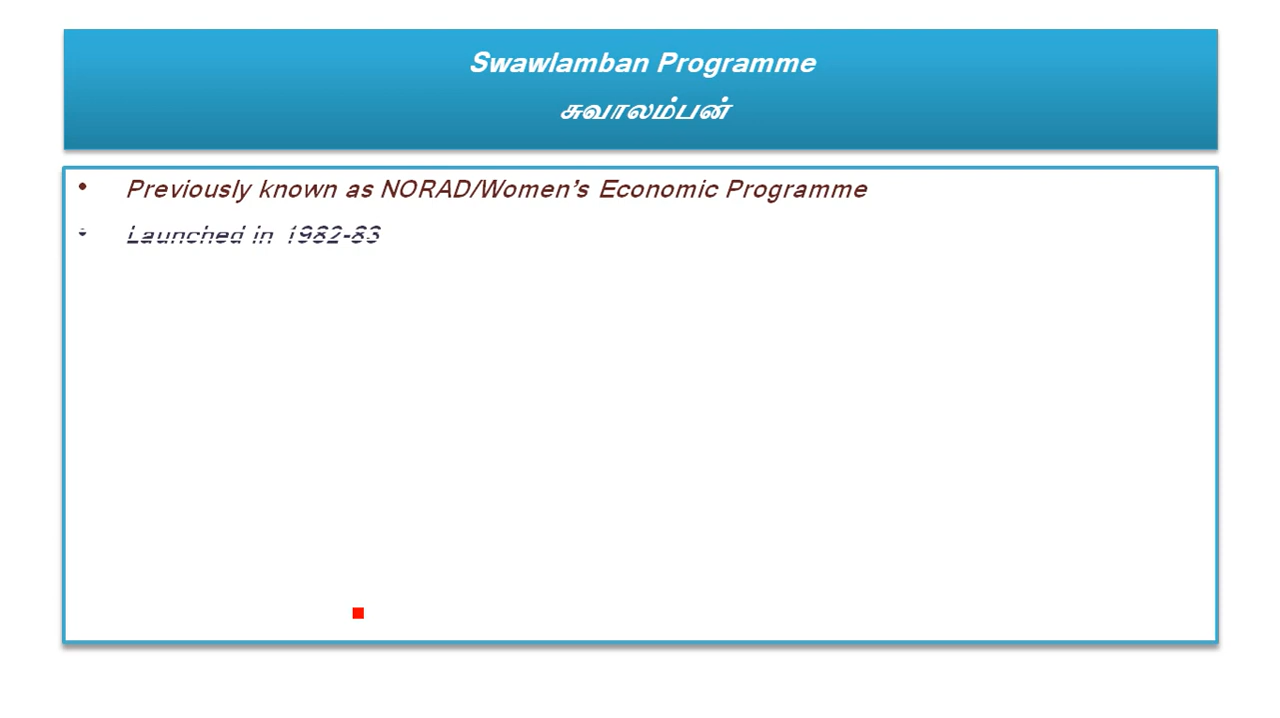 Swawlamban Programme
சுவாலம்பன்
• Previously known as NORAD/Women's Economic Programme
• Launched in 1982-83